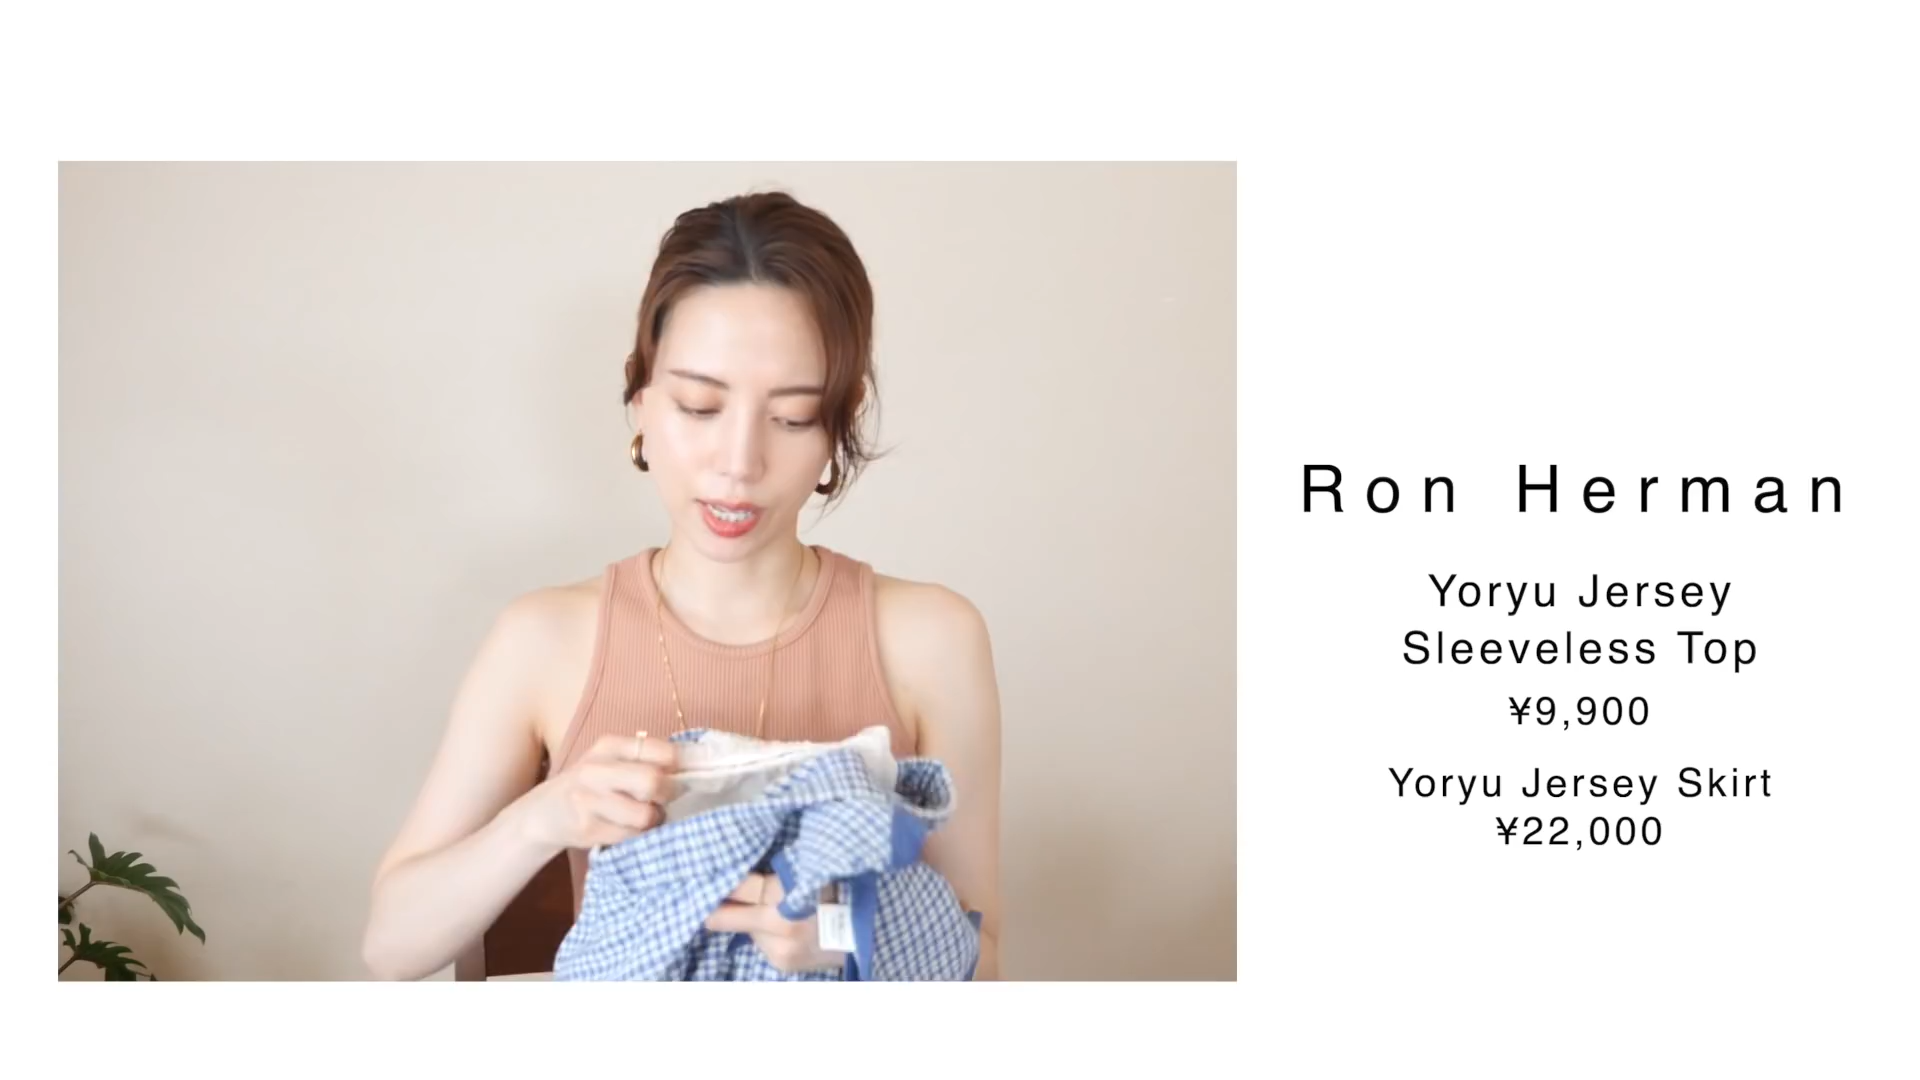 Ron Herman
Yoryu Jersey
Sleeveless Top
¥9,900
Yoryu Jersey Skirt
¥22,000